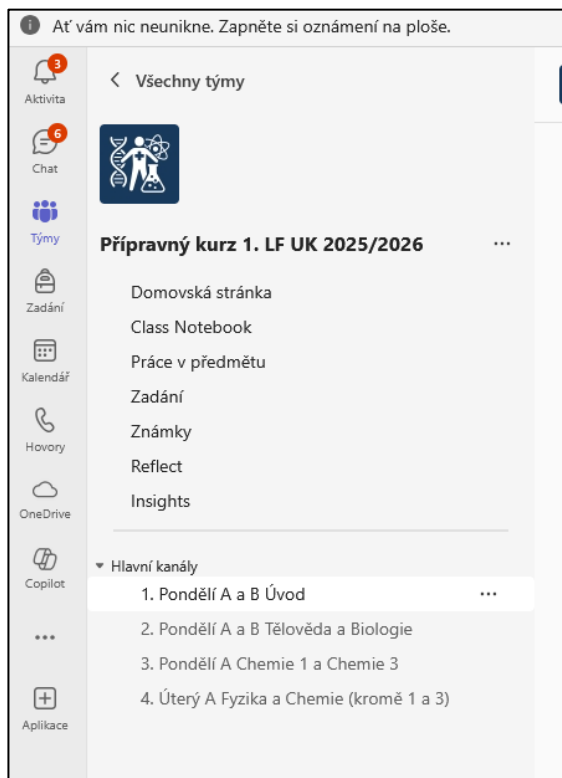 Ať vám nic neunikne. Zapněte si oznámení na ploše.
3
Aktivita
6
Chat
Týmy
Zadání
Kalendář
Hovory
OneDrive
Copilot
...
Aplikace
Všechny týmy
Přípravný kurz 1. LF UK 2025/2026 ...
Domovská stránka
Class Notebook
Práce v předmětu
Zadání
Známky
Reflect
Insights
Hlavní kanály
1. Pondělí A a B Úvod ...
2. Pondělí A a B Tělověda a Biologie
3. Pondělí A Chemie 1 a Chemie 3
4. Úterý A Fyzika a Chemie (kromě 1 a 3)